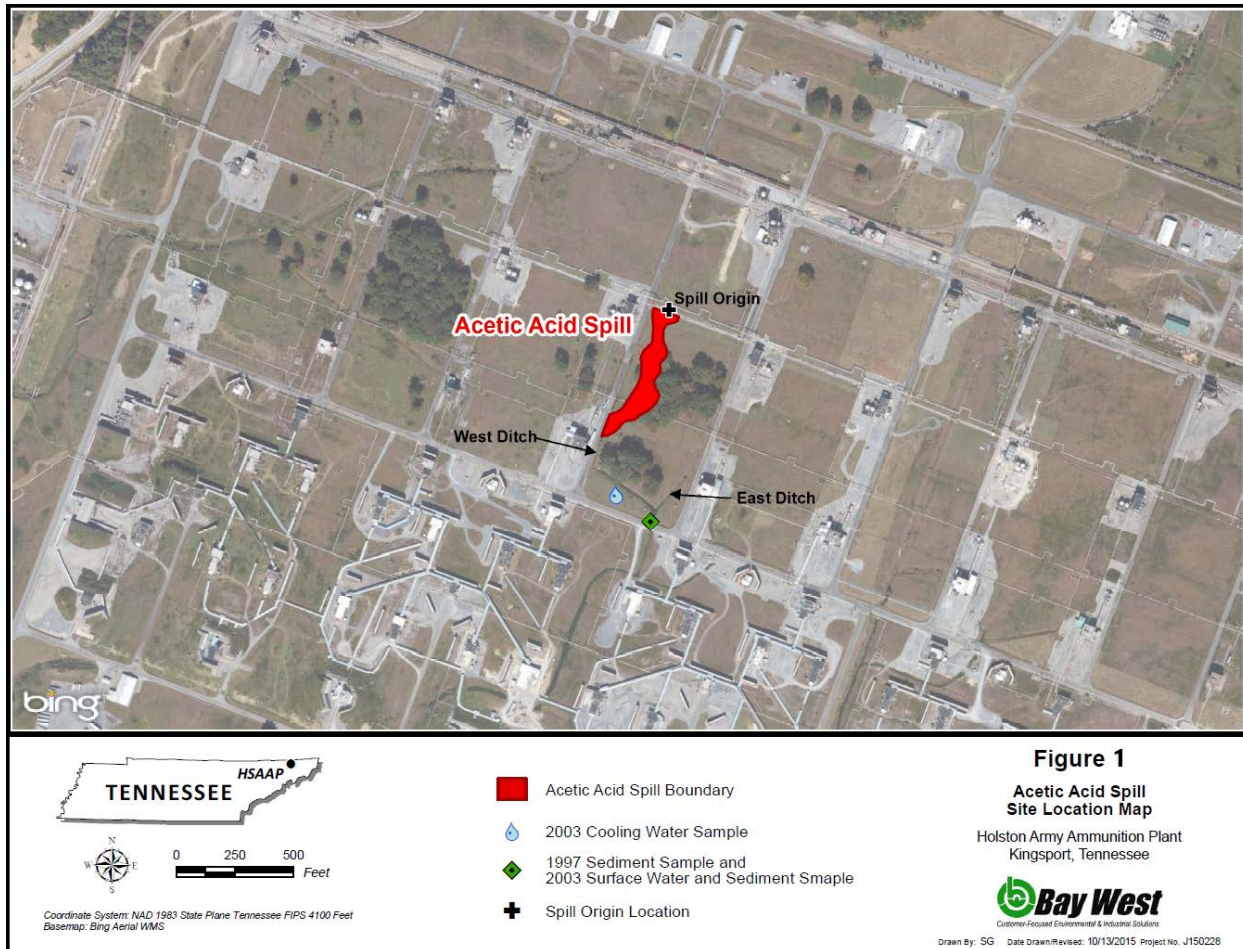 Spill Origin
Acetic Acid Spill
West Ditch
East Ditch
bing
TENNESSEE
HSAAP
N
W E
S
0 250 500
Feet
Coordinate System: NAD 1983 State Plane Tennessee FIPS 4100 Feet
Basemap: Bing Aerial WMS
Acetic Acid Spill Boundary
2003 Cooling Water Sample
1997 Sediment Sample and
2003 Surface Water and Sediment Smaple
Spill Origin Location
Figure 1
Acetic Acid Spill
Site Location Map
Holston Army Ammunition Plant
Kingsport, Tennessee
Bay West
Customer-Focused Environmental & Industrial Solutions
Drawn By: SG Date Drawn/Revised: 10/13/2015 Project No. J150228